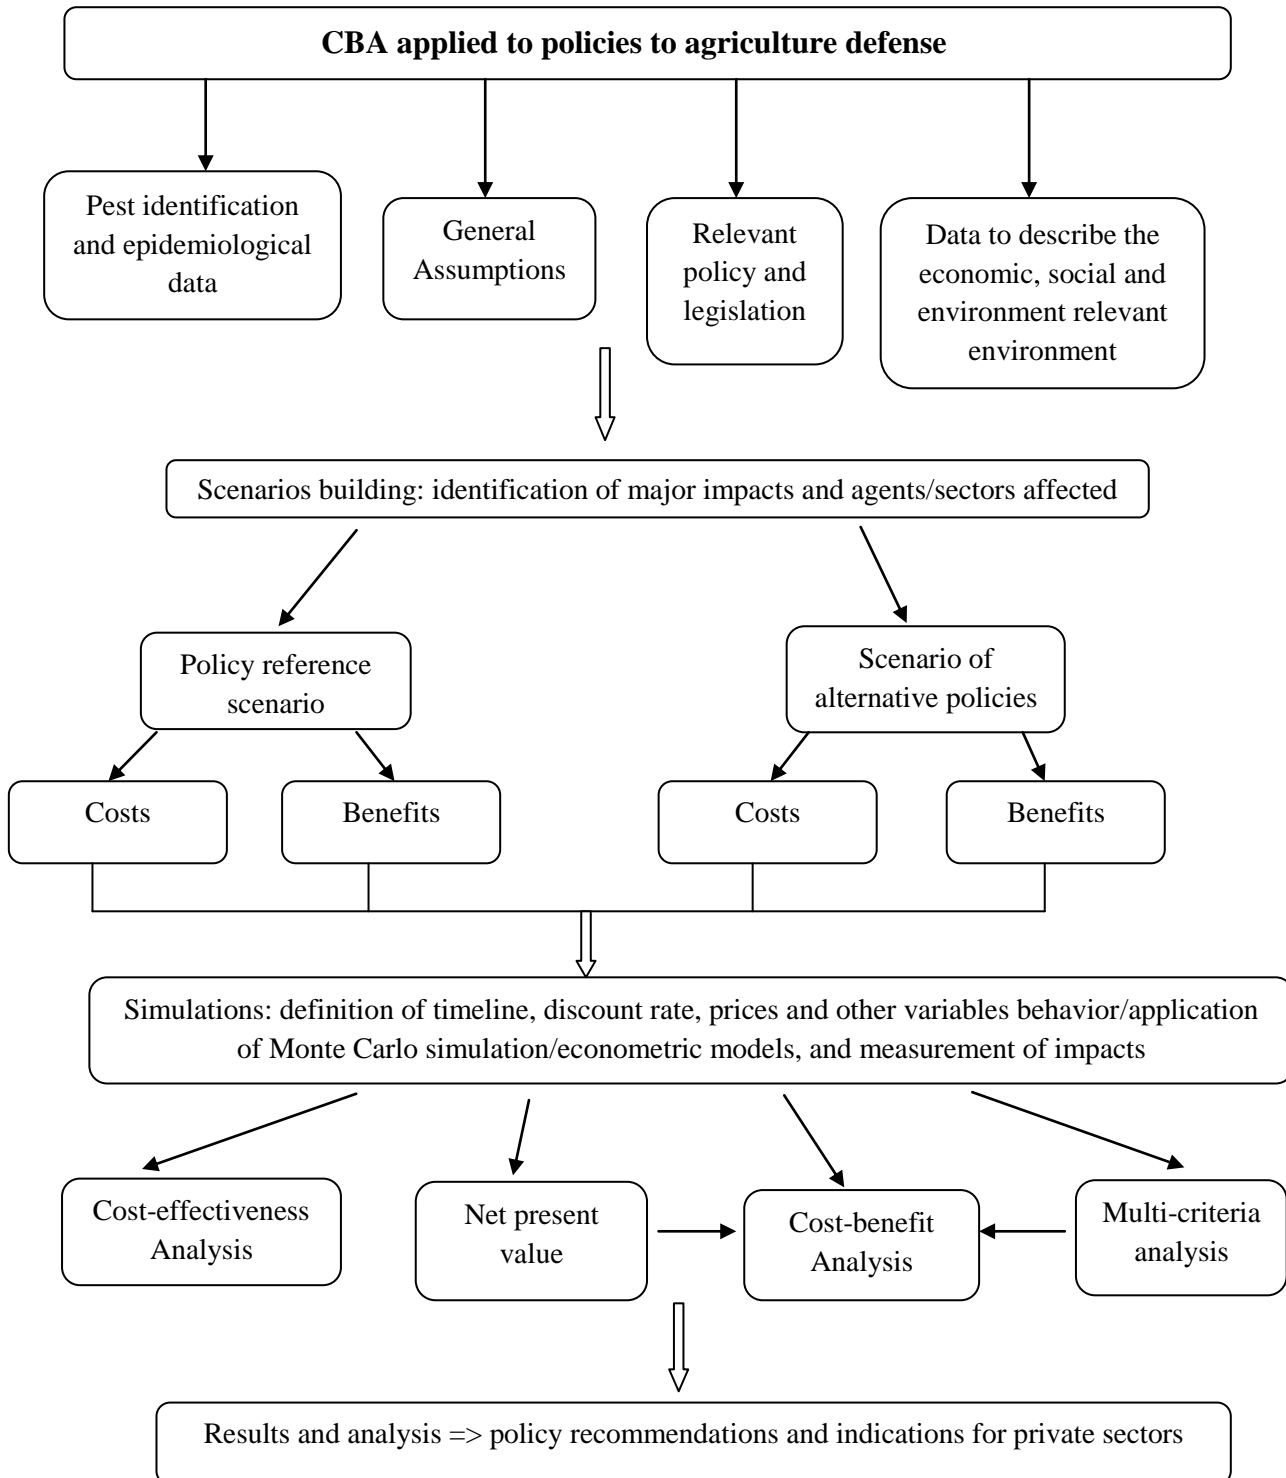 CBA applied to policies to agriculture defense
Pest identification
and epidemiological
data
General
Assumptions
Relevant
policy and
legislation
Data to describe the
economic, social and
environment relevant
environment
Scenarios building: identification of major impacts and agents/sectors affected
Policy reference
scenario
Scenario of
alternative policies
Costs
Benefits
Costs
Benefits
Simulations: definition of timeline, discount rate, prices and other variables behavior/application
of Monte Carlo simulation/econometric models, and measurement of impacts
Cost-effectiveness
Analysis
Net present
value
Cost-benefit
Analysis
Multi-criteria
analysis
Results and analysis => policy recommendations and indications for private sectors